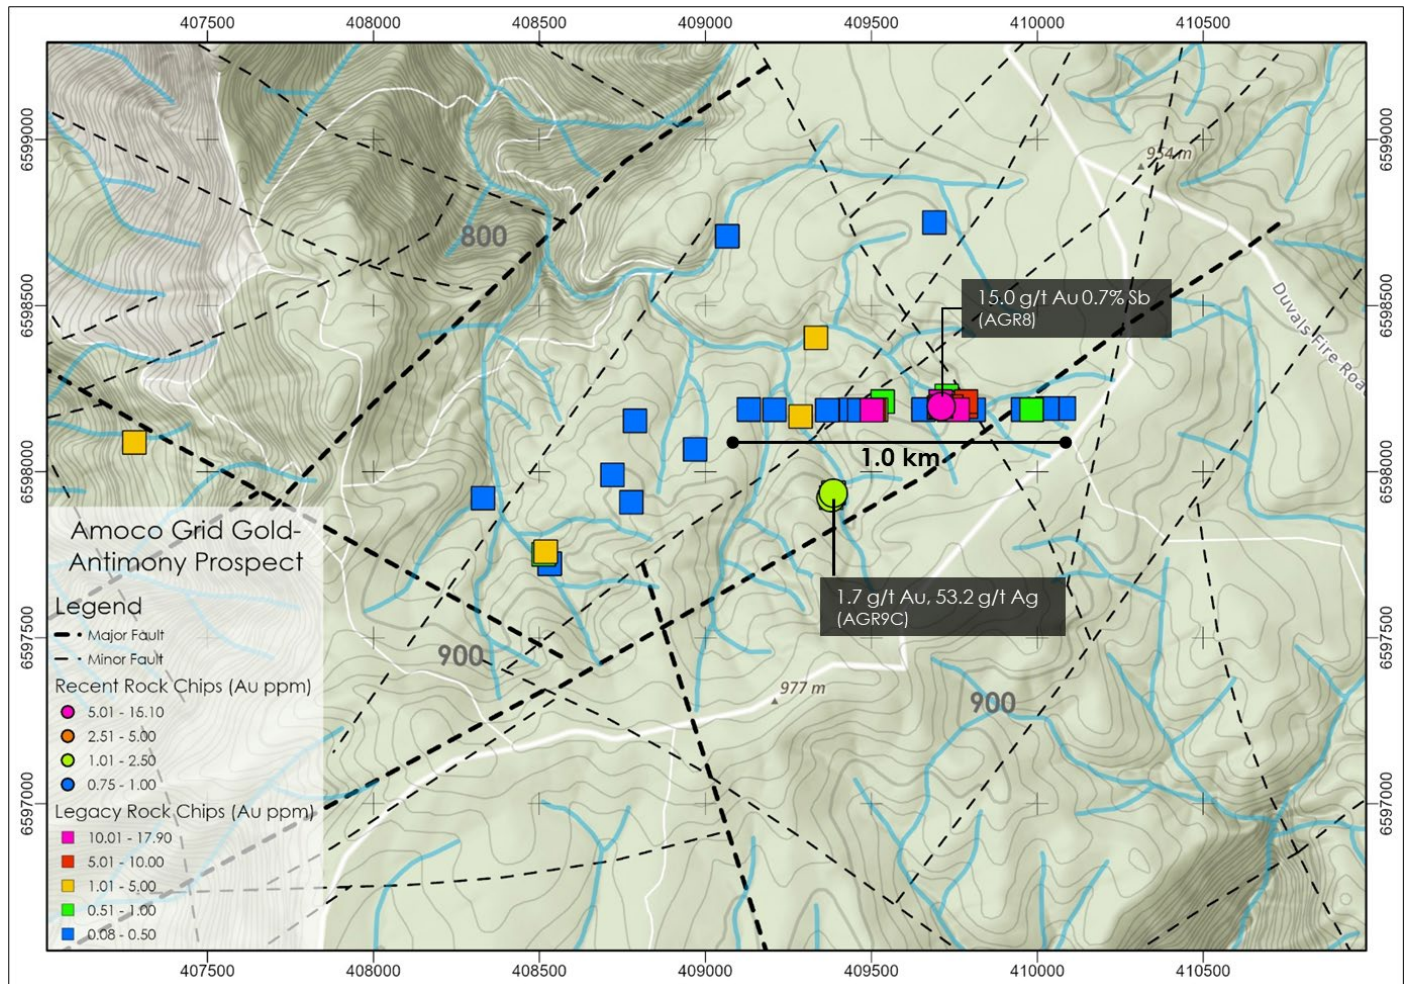 407500 408000 408500 409000 409500 410000 410500
6599000
6599000
954 m
800
15.0 g/t Au 0.7% Sb
(AGR8)
6598500
6598500
Duvals Fire Roa
1.0 km
6598000
6598000
Amoco Grid Gold-
Antimony Prospect
1.7 g/t Au, 53.2 g/t Ag
(AGR9C)
Legend
Major Fault
Minor Fault
6597500
6597500
900
977 m
900
Recent Rock Chips (Au ppm)
5.01 - 15.10
2.51 - 5.00
1.01 - 2.50
0.75 - 1.00
6597000
6597000
Legacy Rock Chips (Au ppm)
10.01 - 17.90
5.01 - 10.00
1.01 - 5.00
0.51 - 1.00
0.08 - 0.50
407500 408000 408500 409000 409500 410000 410500